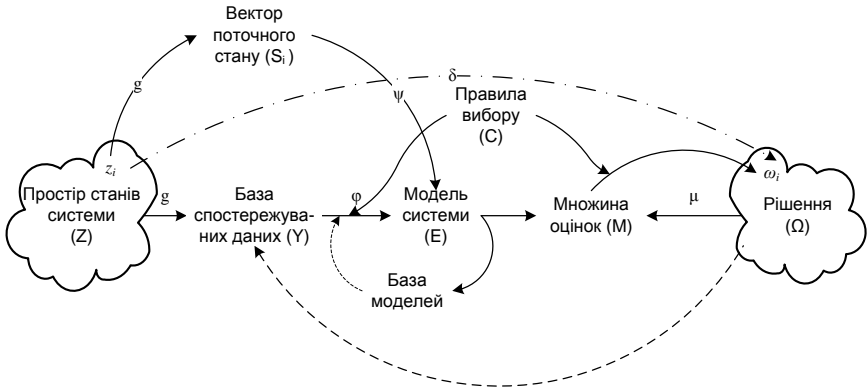 Вектор
поточного
стану (Si)
g
δ
ψ
Правила
вибору
(C)
zi
ωi
Простір станів
системи
(Z)
g
База
спостережува-
них даних (Y)
φ
Модель
системи
(E)
Множина
оцінок (M)
μ
Рішення
(Ω)
База
моделей